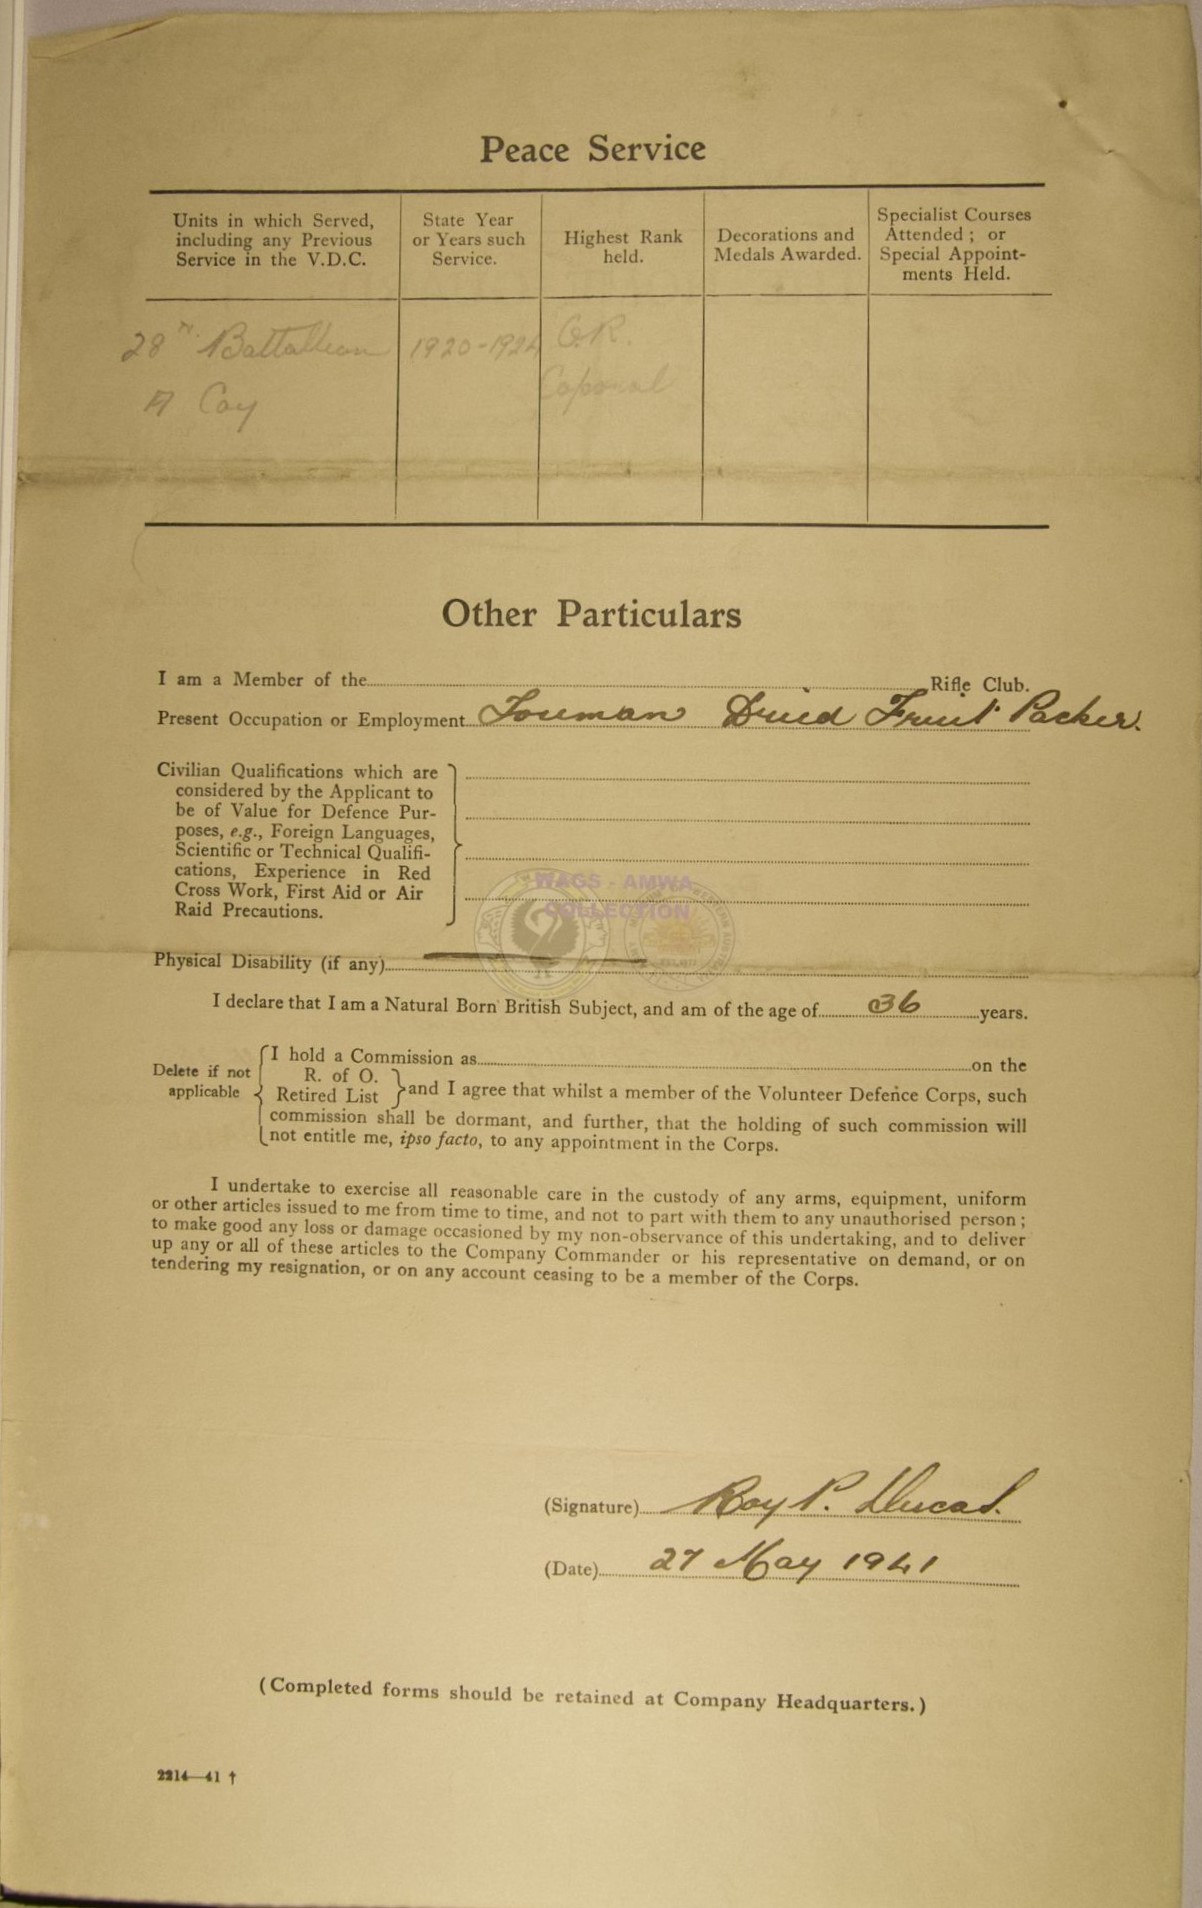 Peace Service
Units in which Served, including any Previous Service in the V.D.C.
State Year or Years such Service.
Highest Rank held.
Decorations and Medals Awarded.
Specialist Courses Attended ; or Special Appoint-ments Held.
28 Battallion 1920-1924
A Coy Coporal
Other Particulars
I am a Member of the Rifle Club.
Present Occupation or Employment Foreman Dried Fruit Packer.
Civilian Qualifications which are
considered by the Applicant to
be of Value for Defence Pur-
poses, e.g., Foreign Languages,
Scientific or Technical Qualifi-
cations, Experience in Red
Cross Work, First Aid or Air
Raid Precautions.
WAGS - AMWA
COLLECTION
Physical Disability (if any)
I declare that I am a Natural Born British Subject, and am of the age of 36 years.
Delete if not applicable
I hold a Commission as on the
R. of O.
Retired List
and I agree that whilst a member of the Volunteer Defence Corps, such
commission shall be dormant, and further, that the holding of such commission will
not entitle me, ipso facto, to any appointment in the Corps.
I undertake to exercise all reasonable care in the custody of any arms, equipment, uniform
or other articles issued to me from time to time, and not to part with them to any unauthorised person ;
to make good any loss or damage occasioned by my non-observance of this undertaking, and to deliver
up any or all of these articles to the Company Commander or his representative on demand, or on
tendering my resignation, or on any account ceasing to be a member of the Corps.
(Signature) Roy P.
(Date) 27 May 1941
(Completed forms should be retained at Company Headquarters.)
2214—41 †